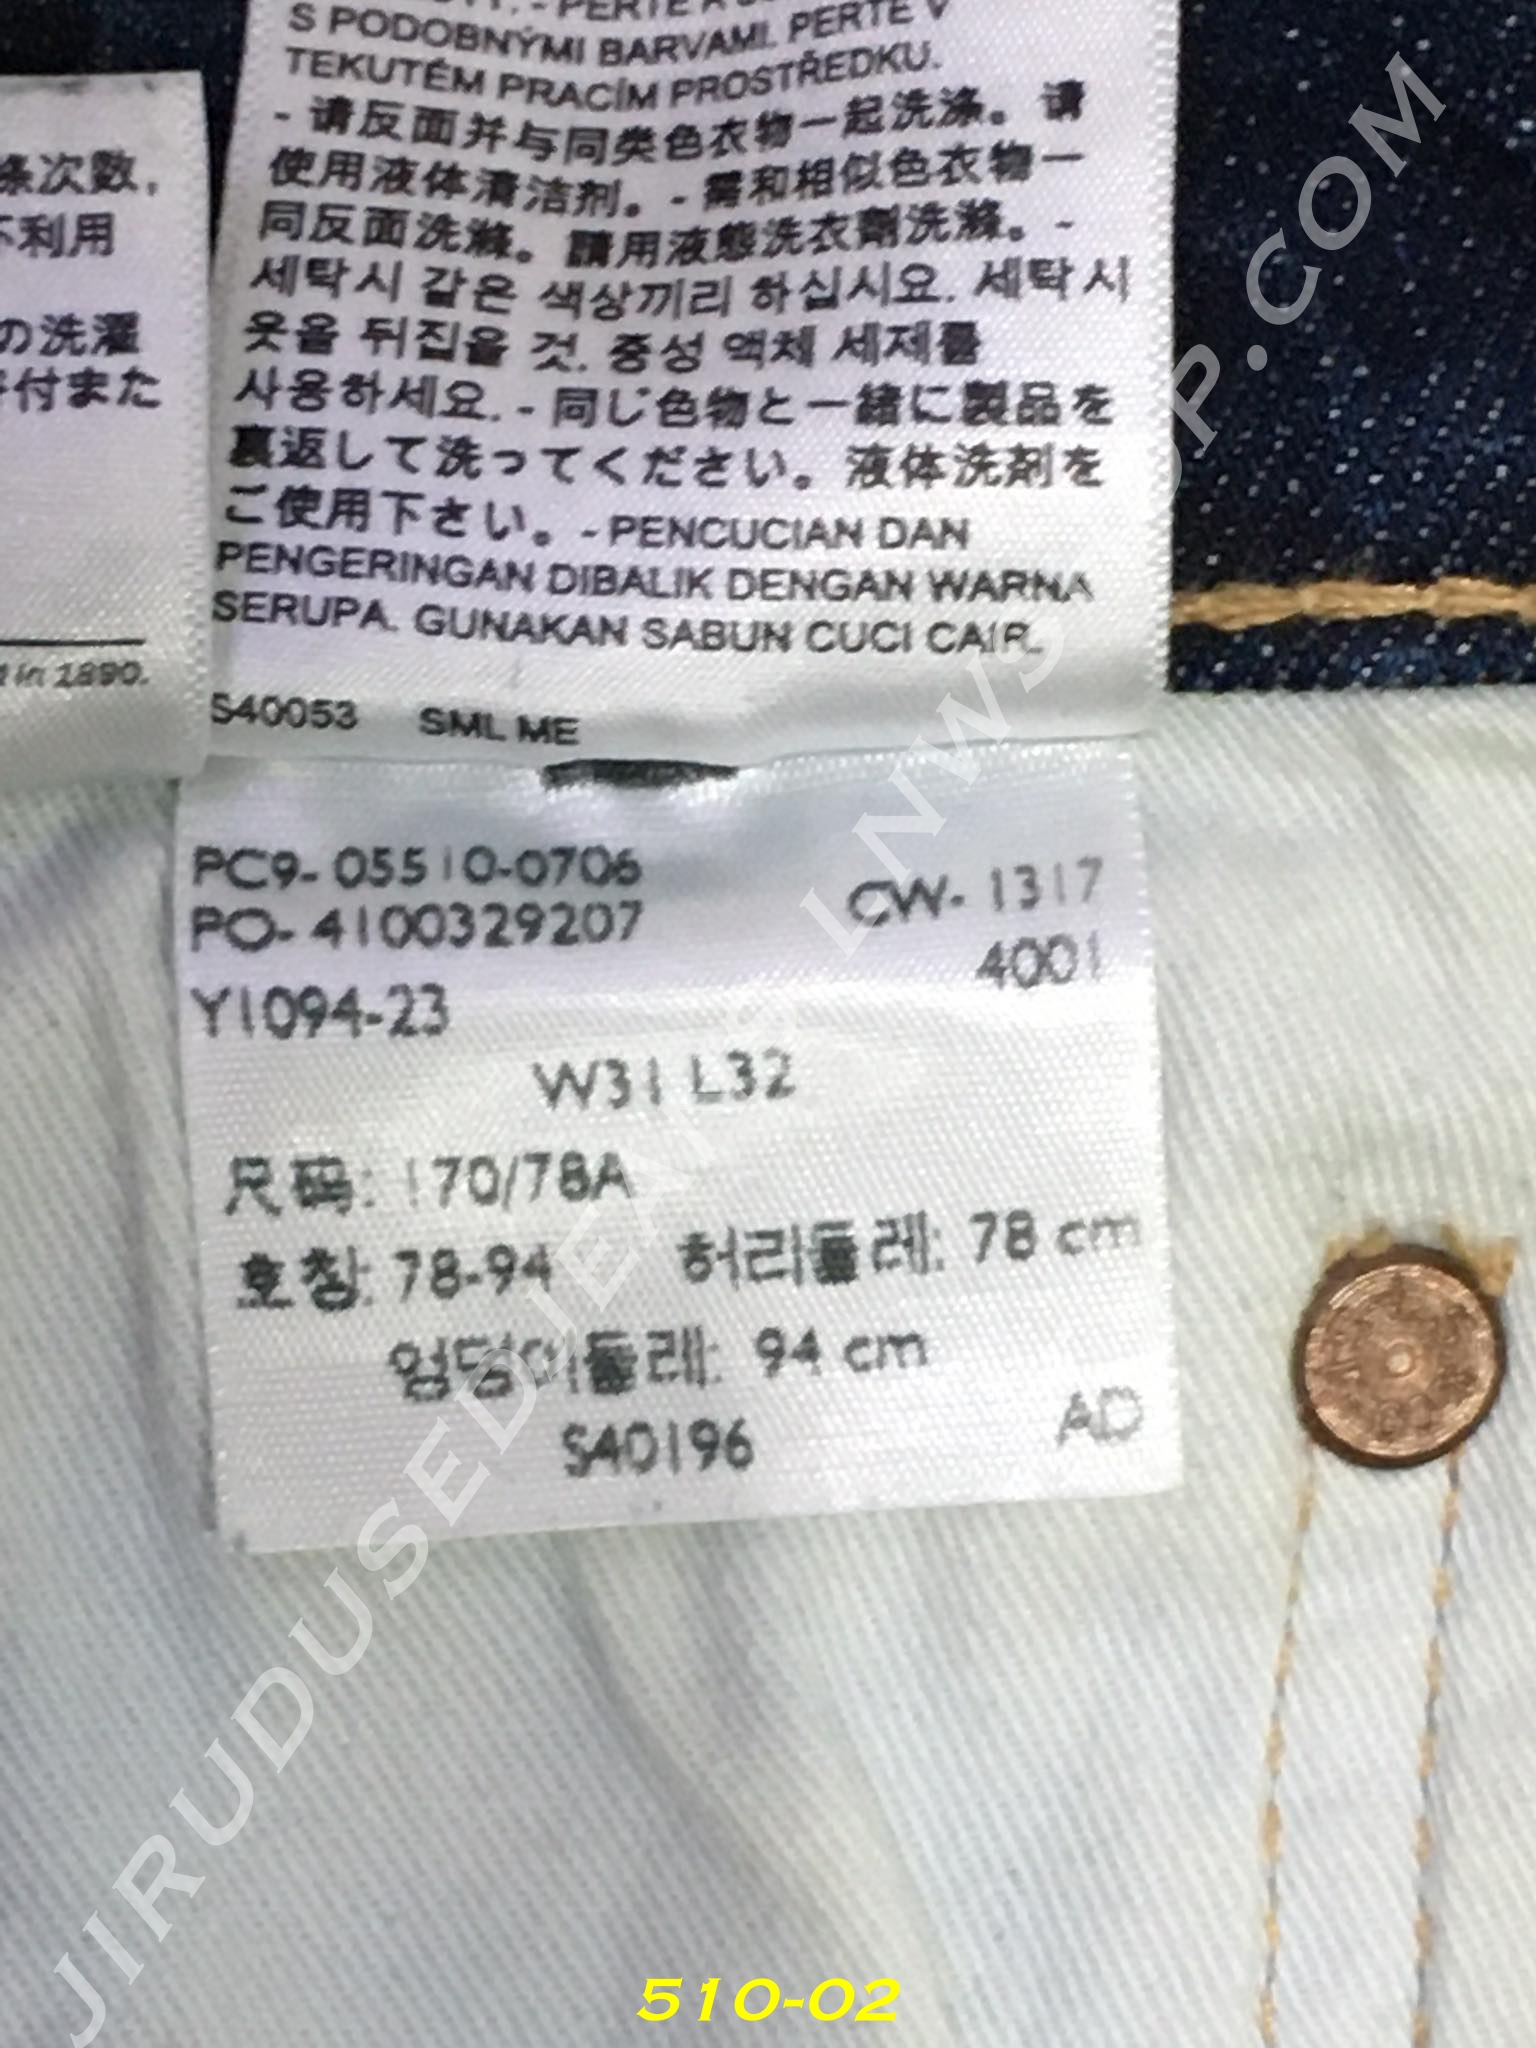 条次数,
不利用
の洗濯
寄付また
in 1890.
- PERTE
S PODOBNÝMI BARVAMI. PERTE V
TEKUTÉM PRACÍM PROSTŘEDKU.
- 请反面并与同类色衣物一起洗涤。请
使用液体清洁剂。- 需和相似色衣物一
同反面洗滌。請用液態洗衣劑洗滌。-
세탁시 같은 색상끼리 하십시요. 세탁시
옷을 뒤집을 것. 중성 액체 세제를
사용하세요. - 同じ色物と一緒に製品を
裏返して洗ってください。液体洗剤を
ご使用下さい。- PENCUCIAN DAN
PENGERINGAN DIBALIK DENGAN WARNA
SERUPA. GUNAKAN SABUN CUCI CAIR.
S40053 SML ME
PC9- 05510-0706
PO- 4100329207
CW- 1317
4001
Y1094-23
W31 L32
尺码: 170/78A
호칭: 78-94 허리둘레: 78 cm
엉덩이둘레: 94 cm
S40196
AD
JIRUDUSEDJEANS.LNWSHOP.COM
510-02